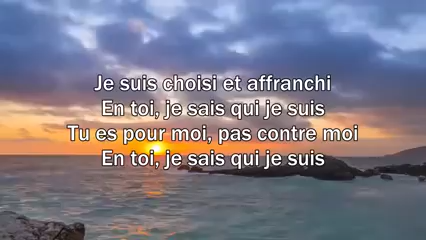 Je suis choisi et affranchi
En toi, je sais qui je suis
Tu es pour moi, pas contre moi
En toi, je sais qui je suis